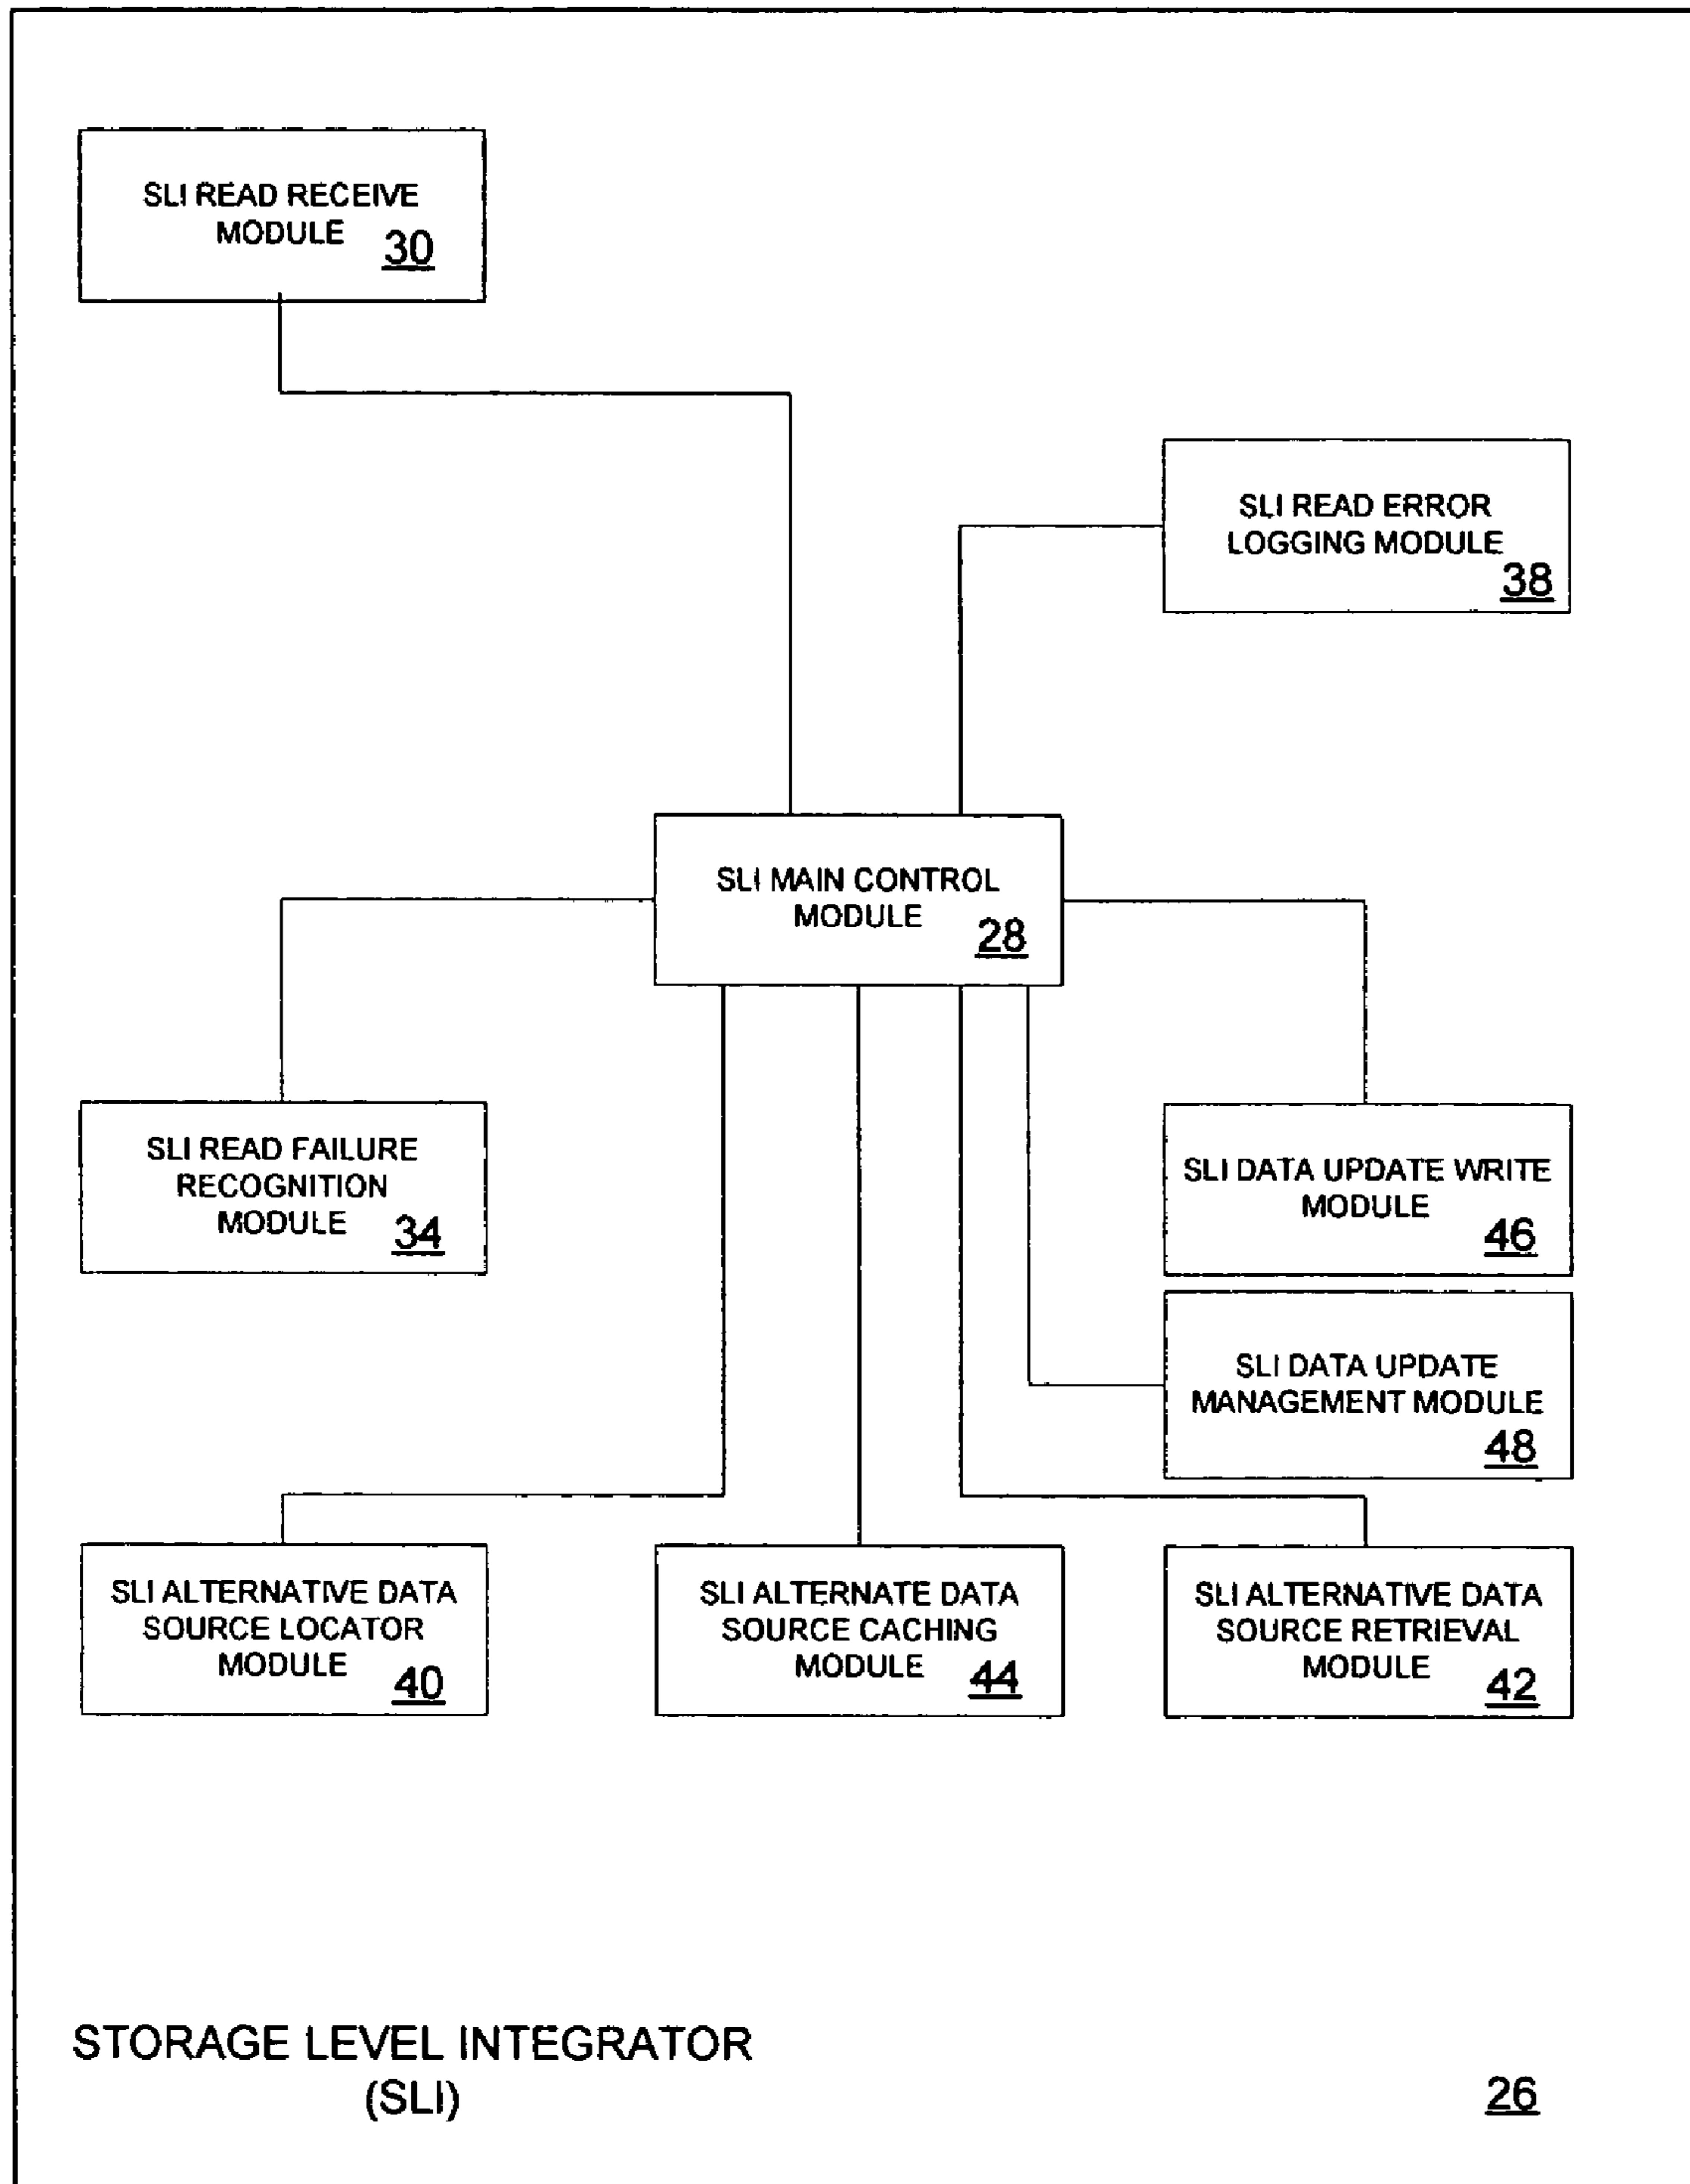 SLI READ RECEIVE
MODULE
30
SLI READ ERROR
LOGGING MODULE
38
SLI MAIN CONTROL
MODULE
28
SLI READ FAILURE
RECOGNITION
MODULE
34
SLI DATA UPDATE WRITE
MODULE
46
SLI DATA UPDATE
MANAGEMENT MODULE
48
SLI ALTERNATIVE DATA
SOURCE LOCATOR
MODULE
40
SLI ALTERNATE DATA
SOURCE CACHING
MODULE
44
SLI ALTERNATIVE DATA
SOURCE RETRIEVAL
MODULE
42
STORAGE LEVEL INTEGRATOR
(SLI)
26